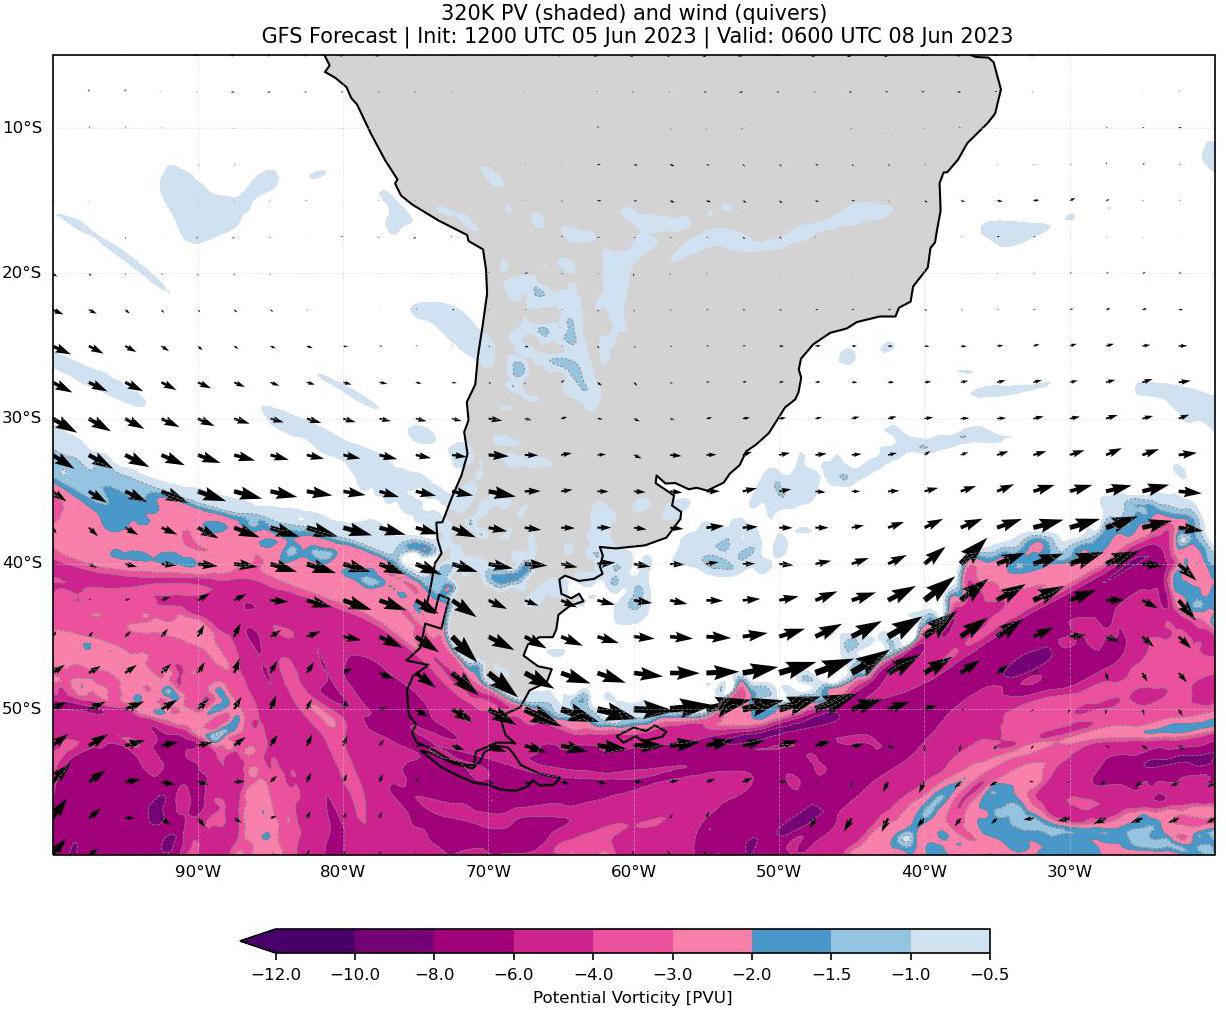 320K PV (shaded) and wind (quivers)
GFS Forecast | Init: 1200 UTC 05 Jun 2023 | Valid: 0600 UTC 08 Jun 2023
10°S
20°S
30°S
40°S
50°S
90°W 80°W 70°W 60°W 50°W 40°W 30°W
−12.0 −10.0 −8.0 −6.0 −4.0 −3.0 −2.0 −1.5 −1.0 −0.5
Potential Vorticity [PVU]